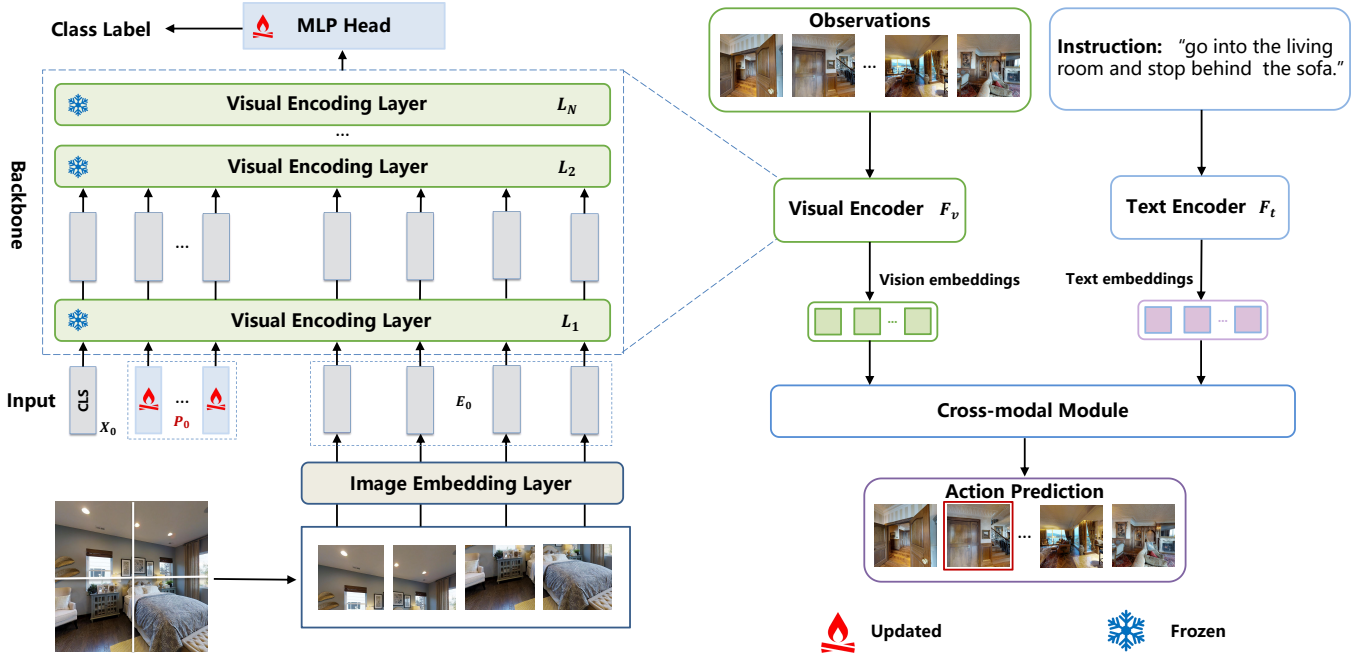 Class Label
MLP Head
Visual Encoding Layer L_N
...
Visual Encoding Layer L_2
...
Visual Encoding Layer L_1
Backbone
Input
CLS
X_0
...
P_0
E_0
Image Embedding Layer
Observations
...
Instruction: “go into the living
room and stop behind the sofa.”
Visual Encoder F_v
Text Encoder F_t
Vision embeddings
Text embeddings
...
...
Cross-modal Module
Action Prediction
...
Updated
Frozen